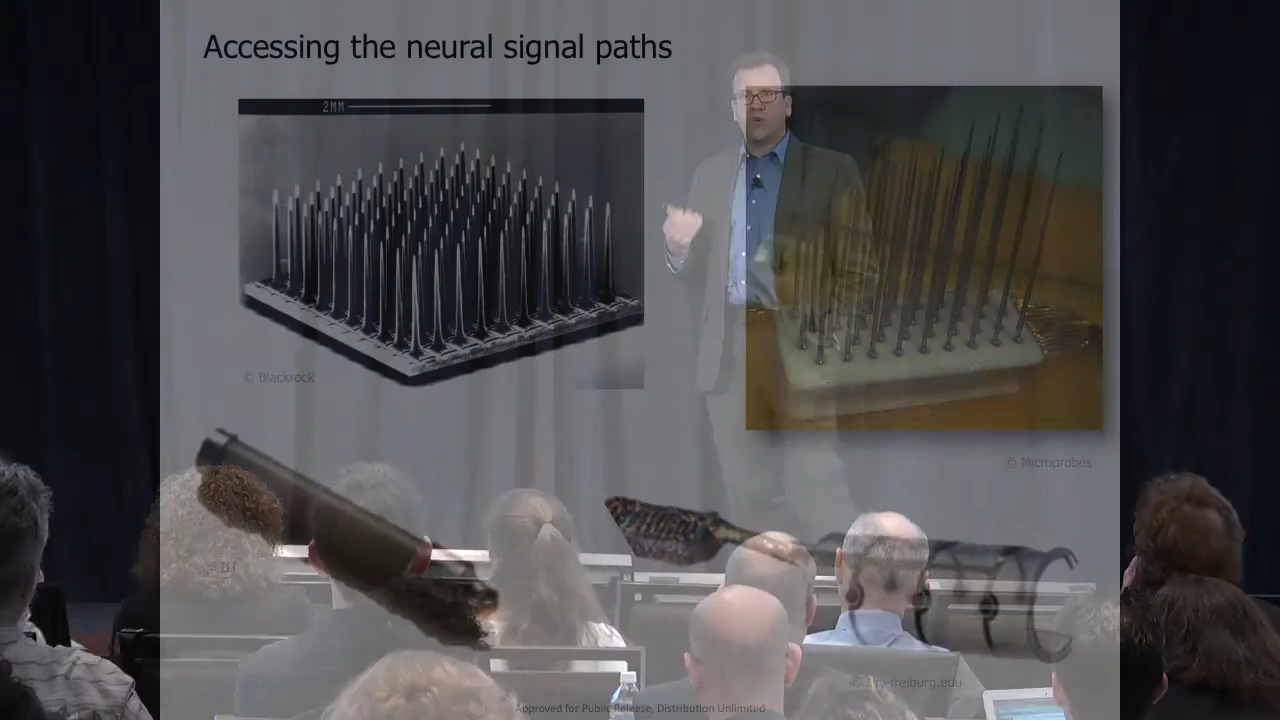 Accessing the neural signal paths
2MM
© Blackrock
© Microprobes
Approved for Public Release, Distribution Unlimited